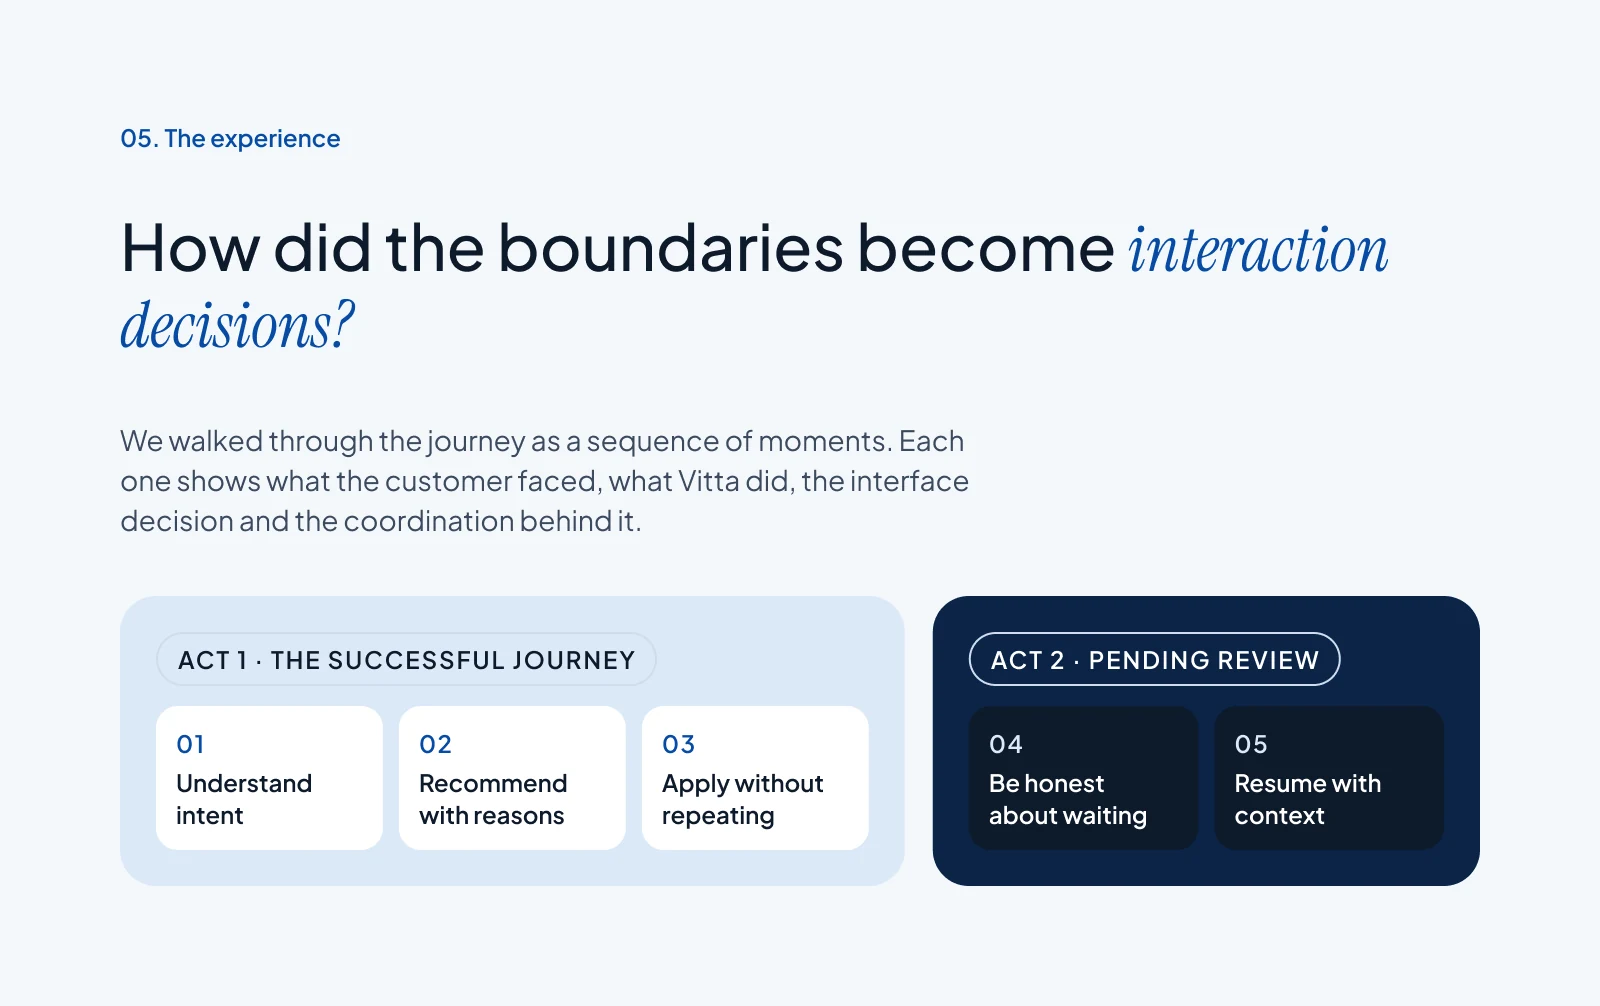 05. The experience
How did the boundaries become interaction
decisions?
We walked through the journey as a sequence of moments. Each
one shows what the customer faced, what Vitta did, the interface
decision and the coordination behind it.
ACT 1 · THE SUCCESSFUL JOURNEY
01
Understand
intent
02
Recommend
with reasons
03
Apply without
repeating
ACT 2 · PENDING REVIEW
04
Be honest
about waiting
05
Resume with
context